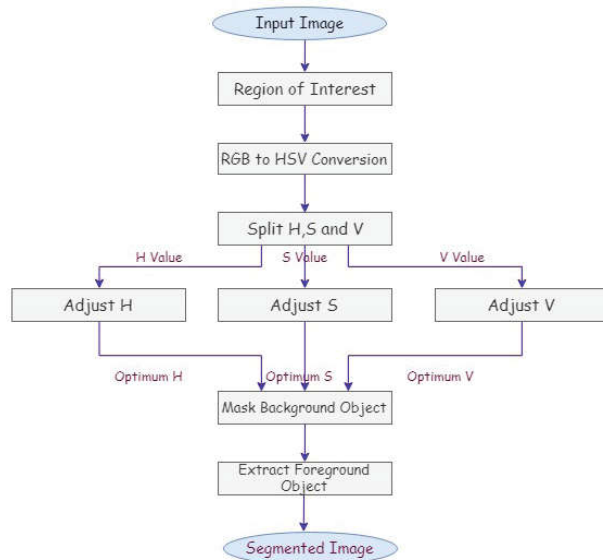 Input Image
Region of Interest
RGB to HSV Conversion
Split H,S and V
H Value
S Value
V Value
Adjust H
Adjust S
Adjust V
Optimum H
Optimum S
Optimum V
Mask Background Object
Extract Foreground
Object
Segmented Image